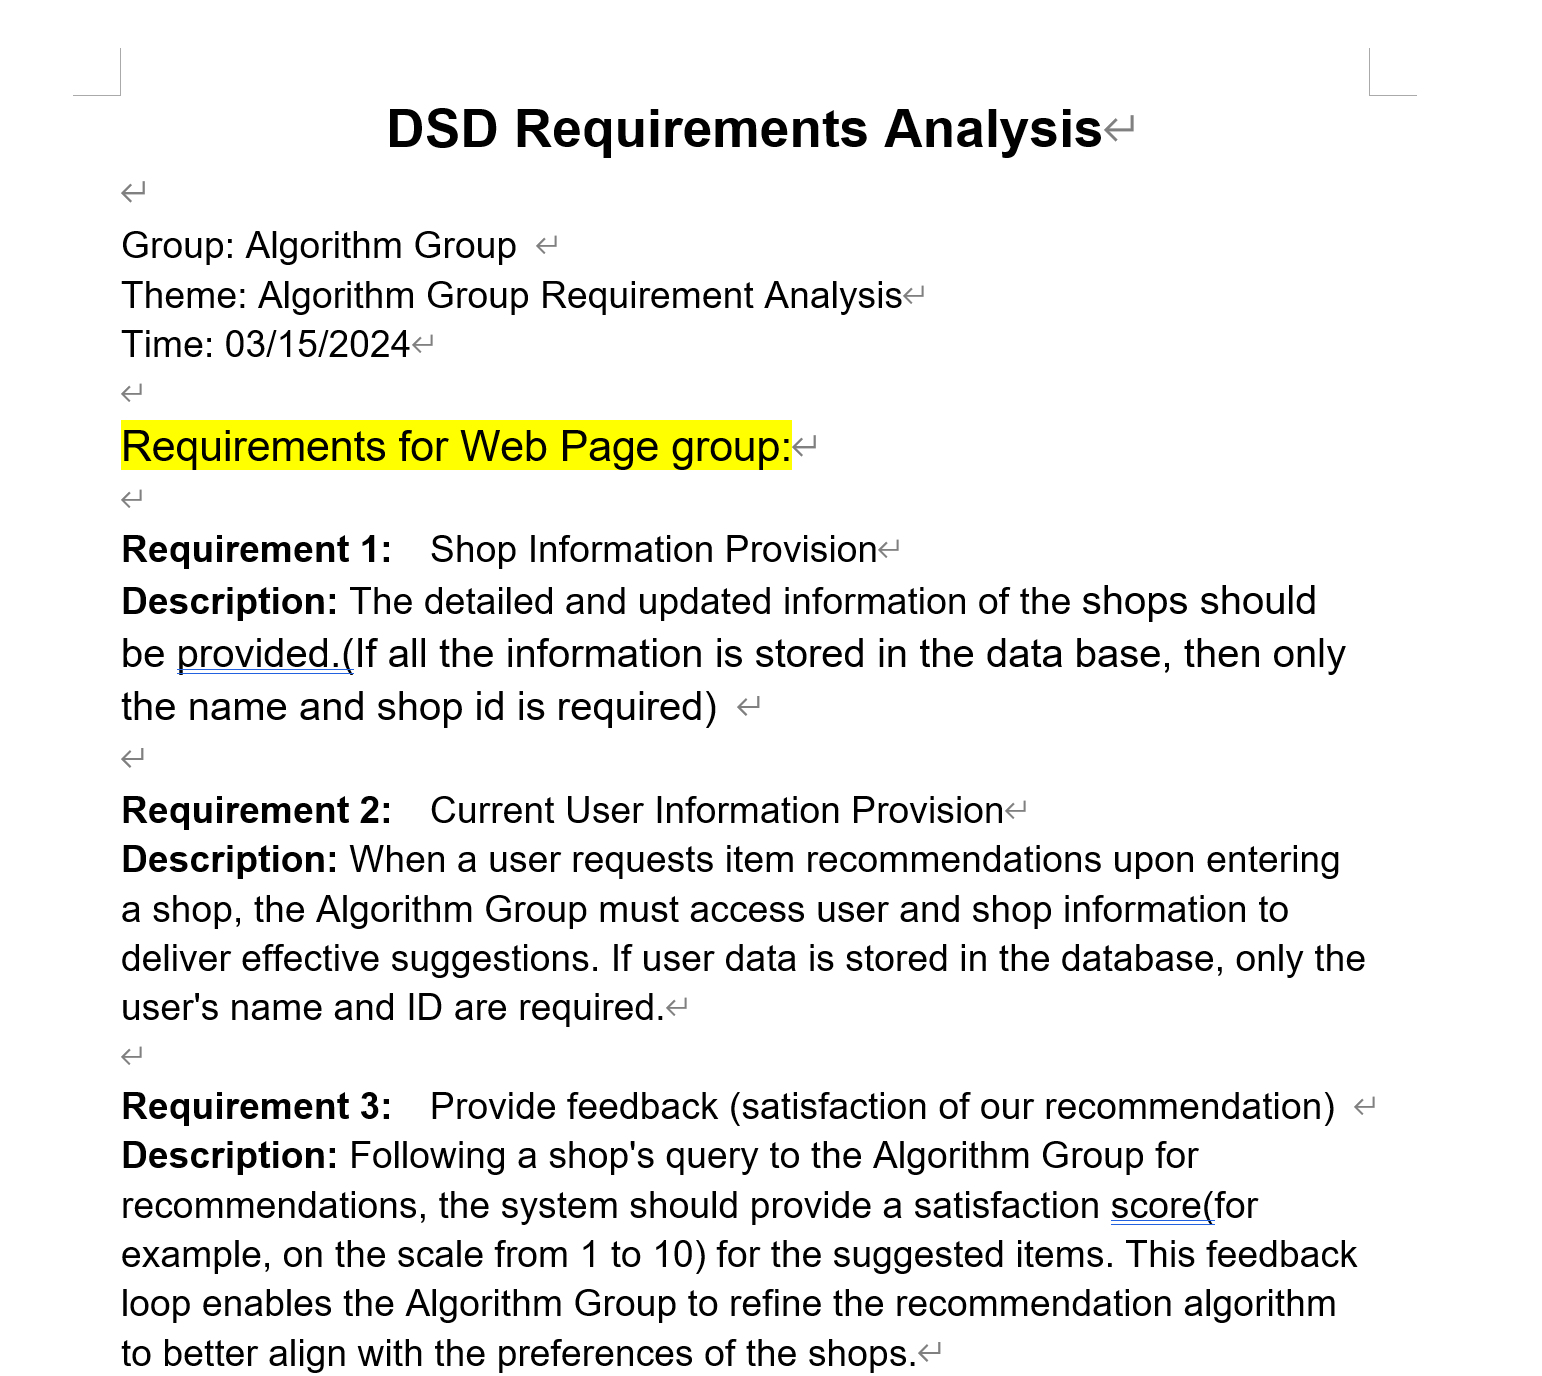 DSD Requirements Analysis
Group: Algorithm Group
Theme: Algorithm Group Requirement Analysis
Time: 03/15/2024
Requirements for Web Page group:
Requirement 1: Shop Information Provision
Description: The detailed and updated information of the shops should
be provided.(If all the information is stored in the data base, then only
the name and shop id is required)
Requirement 2: Current User Information Provision
Description: When a user requests item recommendations upon entering
a shop, the Algorithm Group must access user and shop information to
deliver effective suggestions. If user data is stored in the database, only the
user's name and ID are required.
Requirement 3: Provide feedback (satisfaction of our recommendation)
Description: Following a shop's query to the Algorithm Group for
recommendations, the system should provide a satisfaction score(for
example, on the scale from 1 to 10) for the suggested items. This feedback
loop enables the Algorithm Group to refine the recommendation algorithm
to better align with the preferences of the shops.